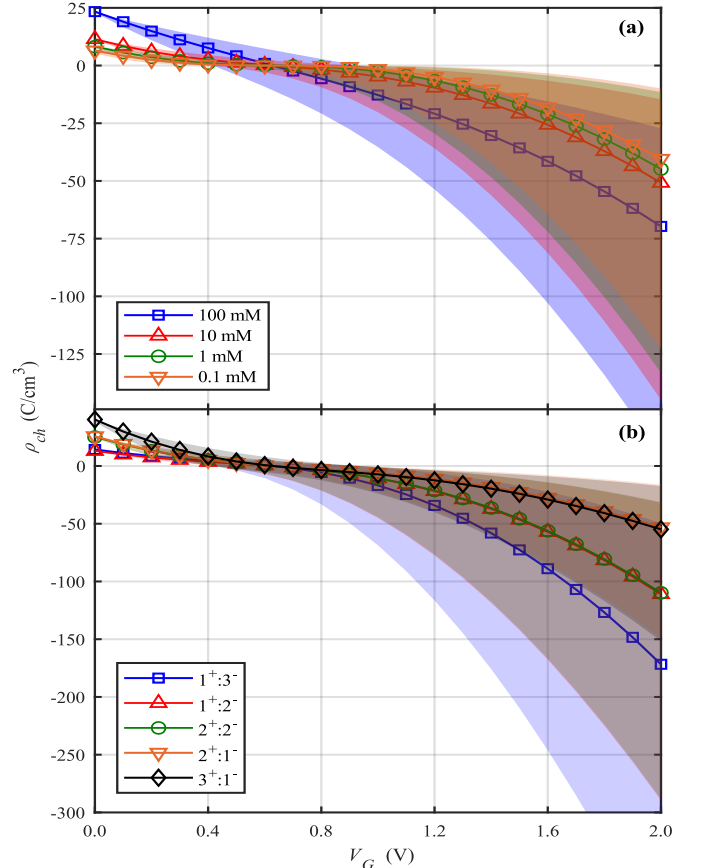 25
(a)
0
-25
-50
-75
-100
-125
100 mM
10 mM
1 mM
0.1 mM
ρch (C/cm³)
(b)
0
-50
-100
-150
-200
-250
-300
1⁺:3⁻
1⁺:2⁻
2⁺:2⁻
2⁺:1⁻
3⁺:1⁻
0.0 0.4 0.8 1.2 1.6 2.0
VG (V)